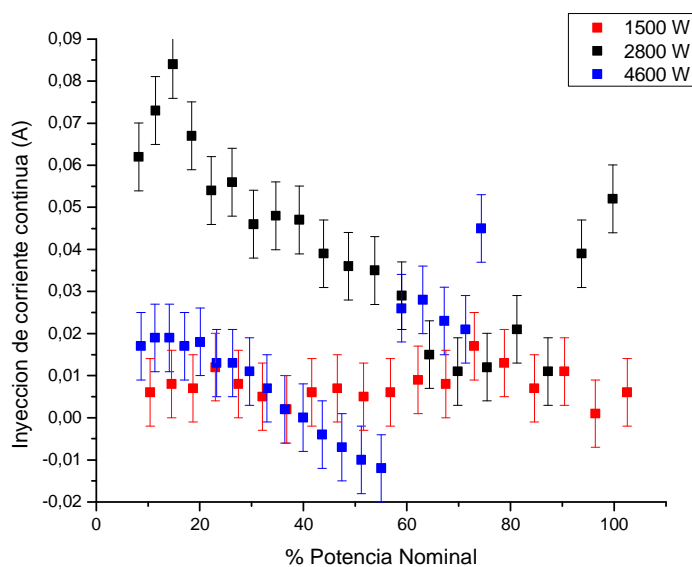 0,09
0,08
0,07
0,06
0,05
0,04
0,03
0,02
0,01
0,00
-0,01
-0,02
Inyeccion de corriente continua (A)
0 20 40 60 80 100
% Potencia Nominal
1500 W
2800 W
4600 W